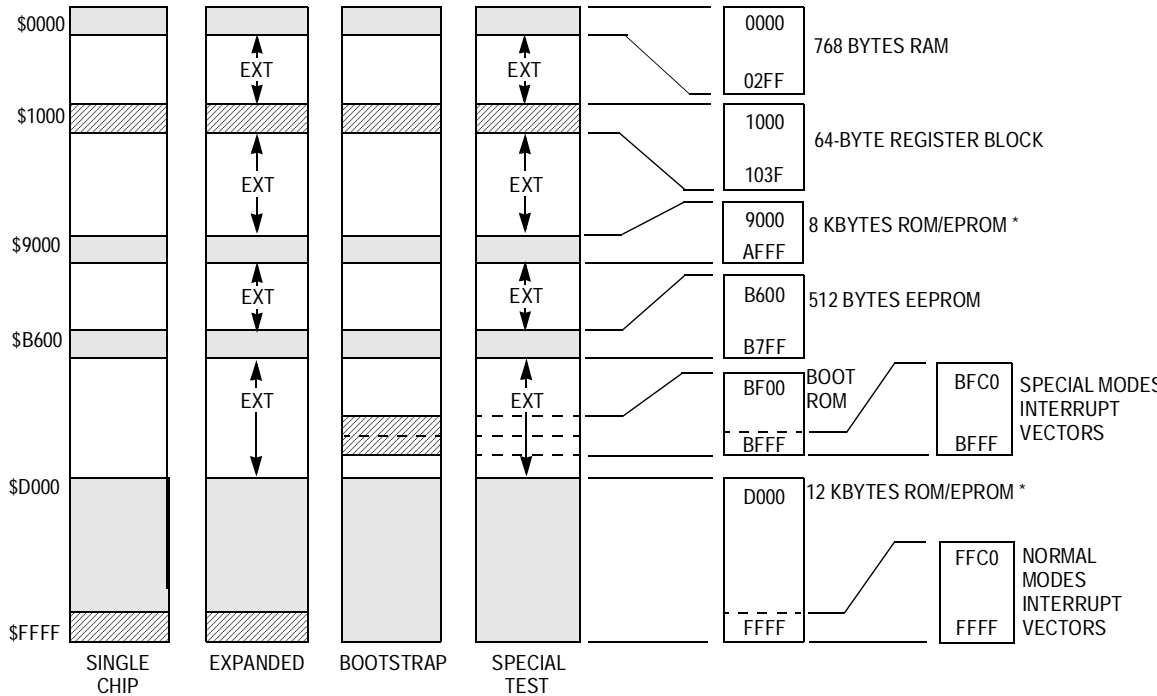 $0000
$1000
$9000
$B600
$D000
$FFFF
EXT
EXT
EXT
EXT
EXT
EXT
EXT
EXT
SINGLE
CHIP
EXPANDED
BOOTSTRAP
SPECIAL
TEST
0000
02FF
768 BYTES RAM
1000
103F
64-BYTE REGISTER BLOCK
9000
AFFF
8 KBYTES ROM/EPROM *
B600
B7FF
512 BYTES EEPROM
BF00
BFFF
BOOT
ROM
BFC0
BFFF
SPECIAL MODES
INTERRUPT
VECTORS
D000
FFFF
12 KBYTES ROM/EPROM *
FFC0
FFFF
NORMAL
MODES
INTERRUPT
VECTORS